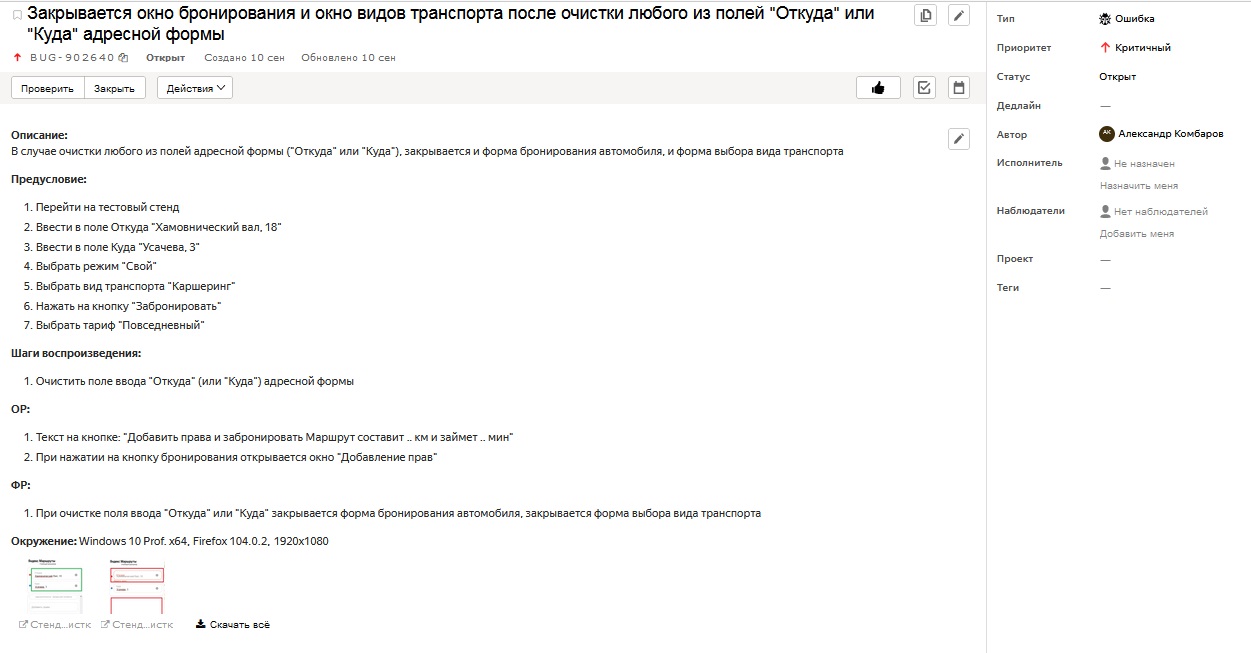 Закрывается окно бронирования и окно видов транспорта после очистки любого из полей "Откуда" или
"Куда" адресной формы
BUG-902640 Открыт Создано 10 сен Обновлено 10 сен
Проверить Закрыть Действия
Описание:
В случае очистки любого из полей адресной формы ("Откуда" или "Куда"), закрывается и форма бронирования автомобиля, и форма выбора вида транспорта
Предусловие:
1. Перейти на тестовый стенд
2. Ввести в поле Откуда "Хамовнический вал, 18"
3. Ввести в поле Куда "Усачева, 3"
4. Выбрать режим "Свой"
5. Выбрать вид транспорта "Каршеринг"
6. Нажать на кнопку "Забронировать"
7. Выбрать тариф "Повседневный"
Шаги воспроизведения:
1. Очистить поле ввода "Откуда" (или "Куда") адресной формы
ОР:
1. Текст на кнопке: "Добавить права и забронировать Маршрут составит .. км и займет .. мин"
2. При нажатии на кнопку бронирования открывается окно "Добавление прав"
ФР:
1. При очистке поля ввода "Откуда" или "Куда" закрывается форма бронирования автомобиля, закрывается форма выбора вида транспорта
Окружение: Windows 10 Prof. x64, Firefox 104.0.2, 1920x1080
Стенд...истк Стенд...истк Скачать всё
Тип Ошибка
Приоритет Критичный
Статус Открыт
Дедлайн —
Автор АК Александр Комбаров
Исполнитель Не назначен
Назначить меня
Наблюдатели Нет наблюдателей
Добавить меня
Проект —
Теги —